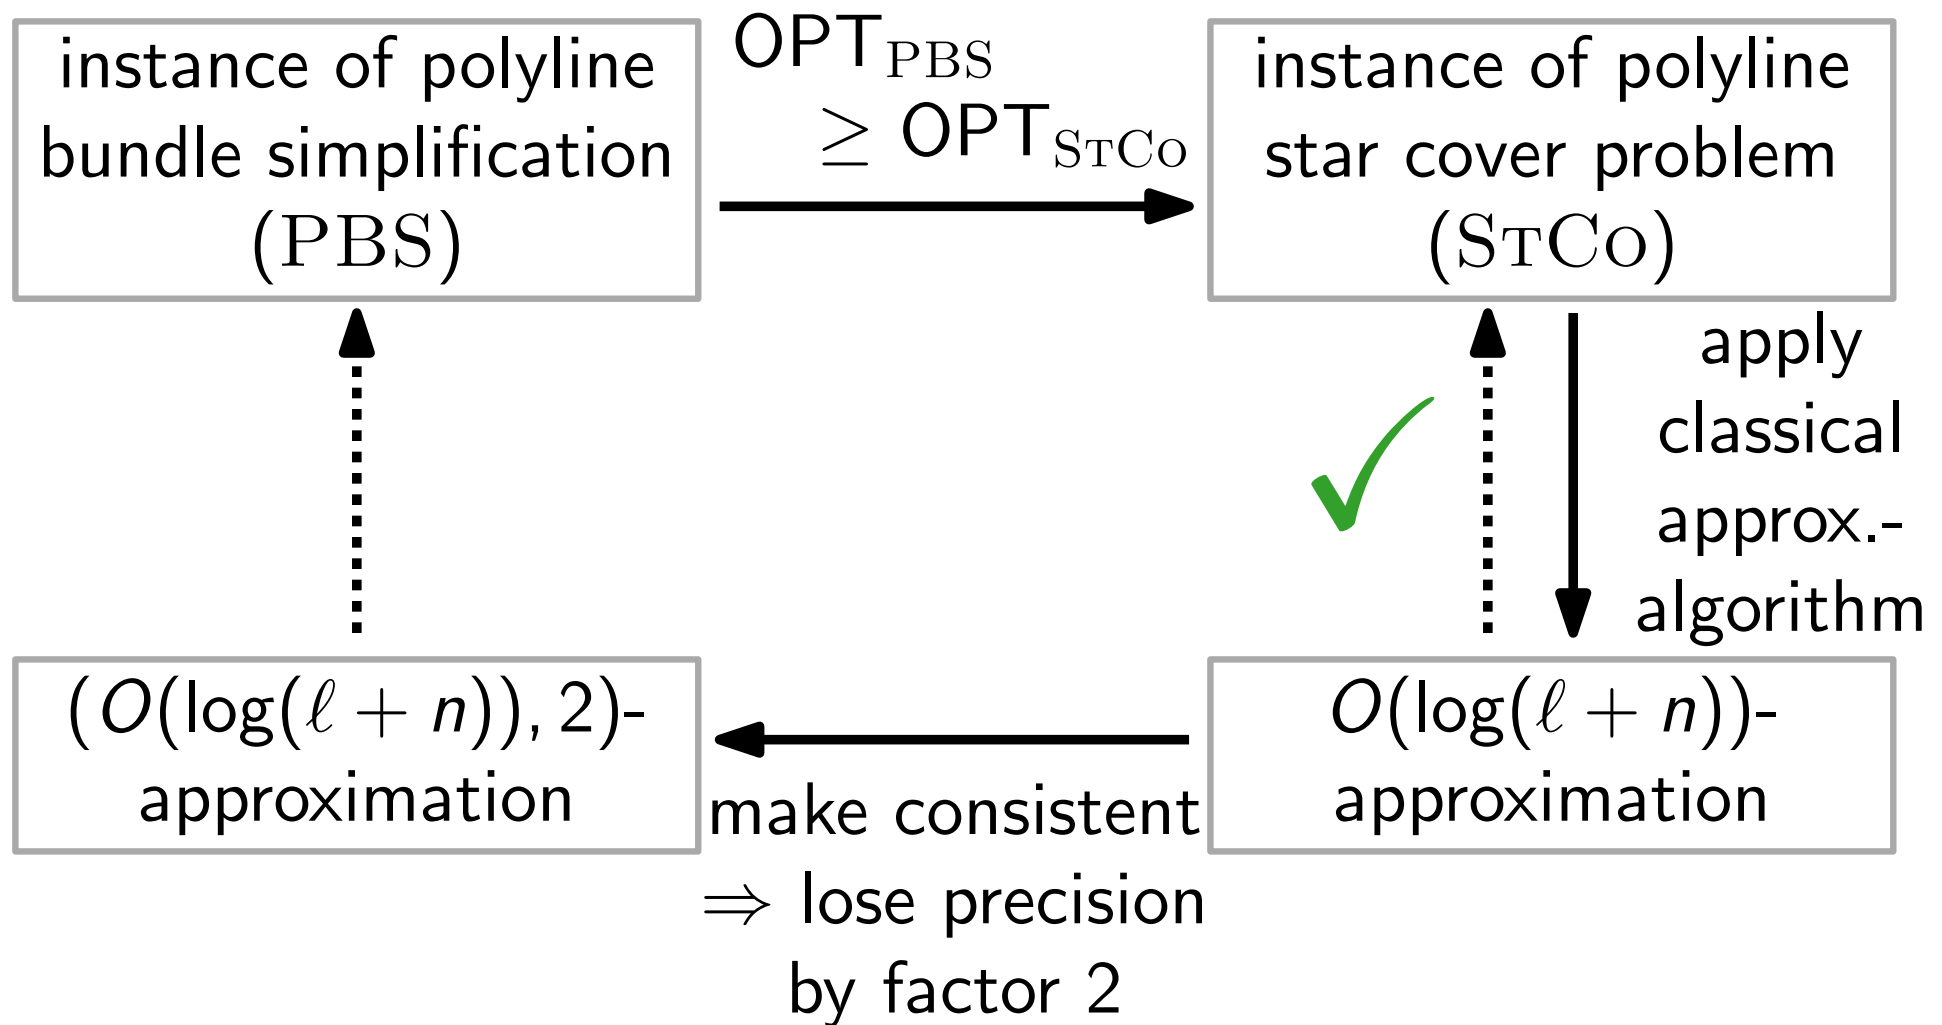 instance of polyline
bundle simplification
(PBS)
OPT_PBS
≥ OPT_StCo
instance of polyline
star cover problem
(StCo)
apply
classical
approx.-
algorithm
(O(log(ℓ + n)), 2)-
approximation
make consistent
⇒ lose precision
by factor 2
O(log(ℓ + n))-
approximation